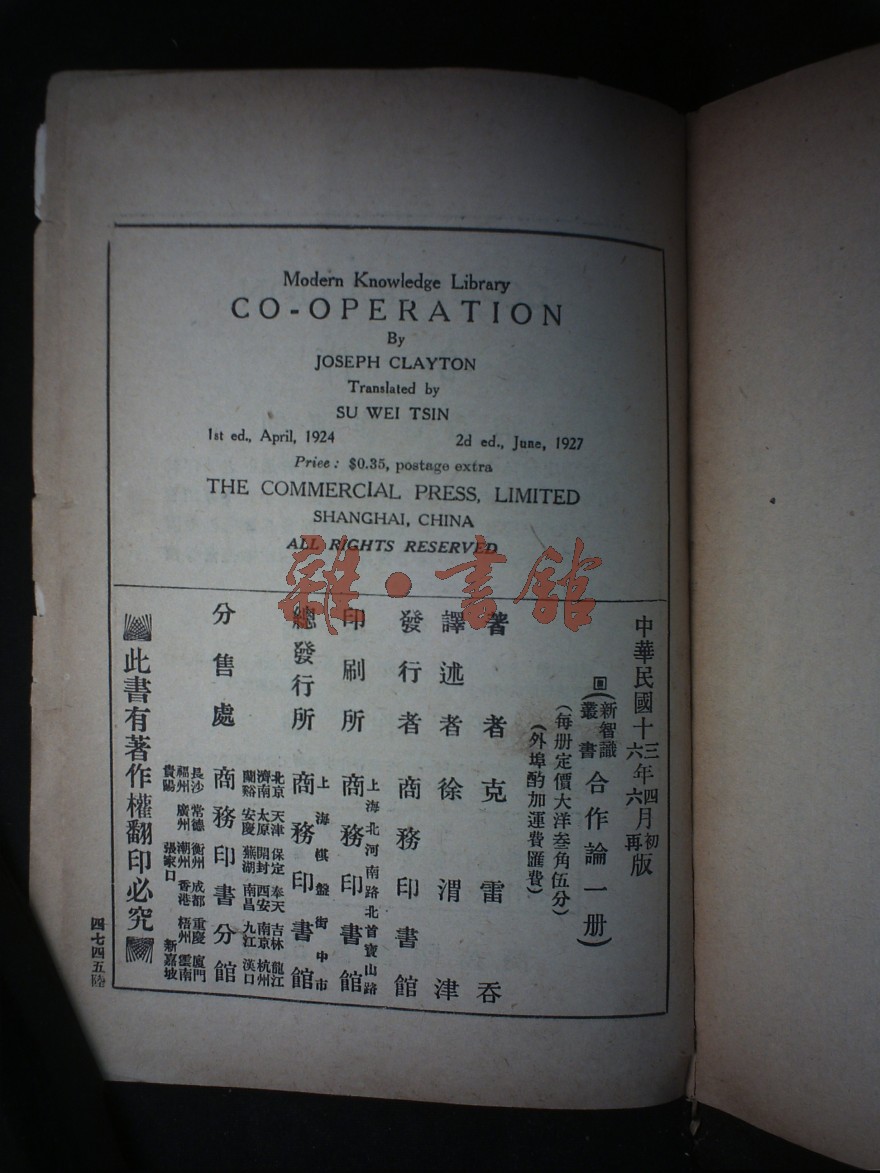 Modern Knowledge Library
CO-OPERATION
By
JOSEPH CLAYTON
Translated by
SU WEI TSIN
1st ed., April, 1924
2d ed., June, 1927
Price: $0.35, postage extra
THE COMMERCIAL PRESS, LIMITED
SHANGHAI, CHINA
ALL RIGHTS RESERVED
雜·書館
中華民國十三年四月初版
六年六月再
(新智識叢書合作論一册)
(每册定價大洋叁角伍分)
(外埠酌加運費匯費)
著者 克雷吞
譯述者 徐渭津
發行者 商務印書館
印刷所 上海北河南路北首寶山路 商務印書館
總發行所 上海棋盤街中市 商務印書館
分售處 北京 天津 保定 奉天 吉林 龍江
濟南 太原 開封 西安 南京 杭州
蘭谿 安慶 蕪湖 南昌 九江 漢口
商務印書分館
長沙 常德 衡州 成都 重慶 廈門
福州 廣州 潮州 香港 梧州 雲南
貴陽 張家口 新嘉坡
此書有著作權翻印必究
四七四五陸